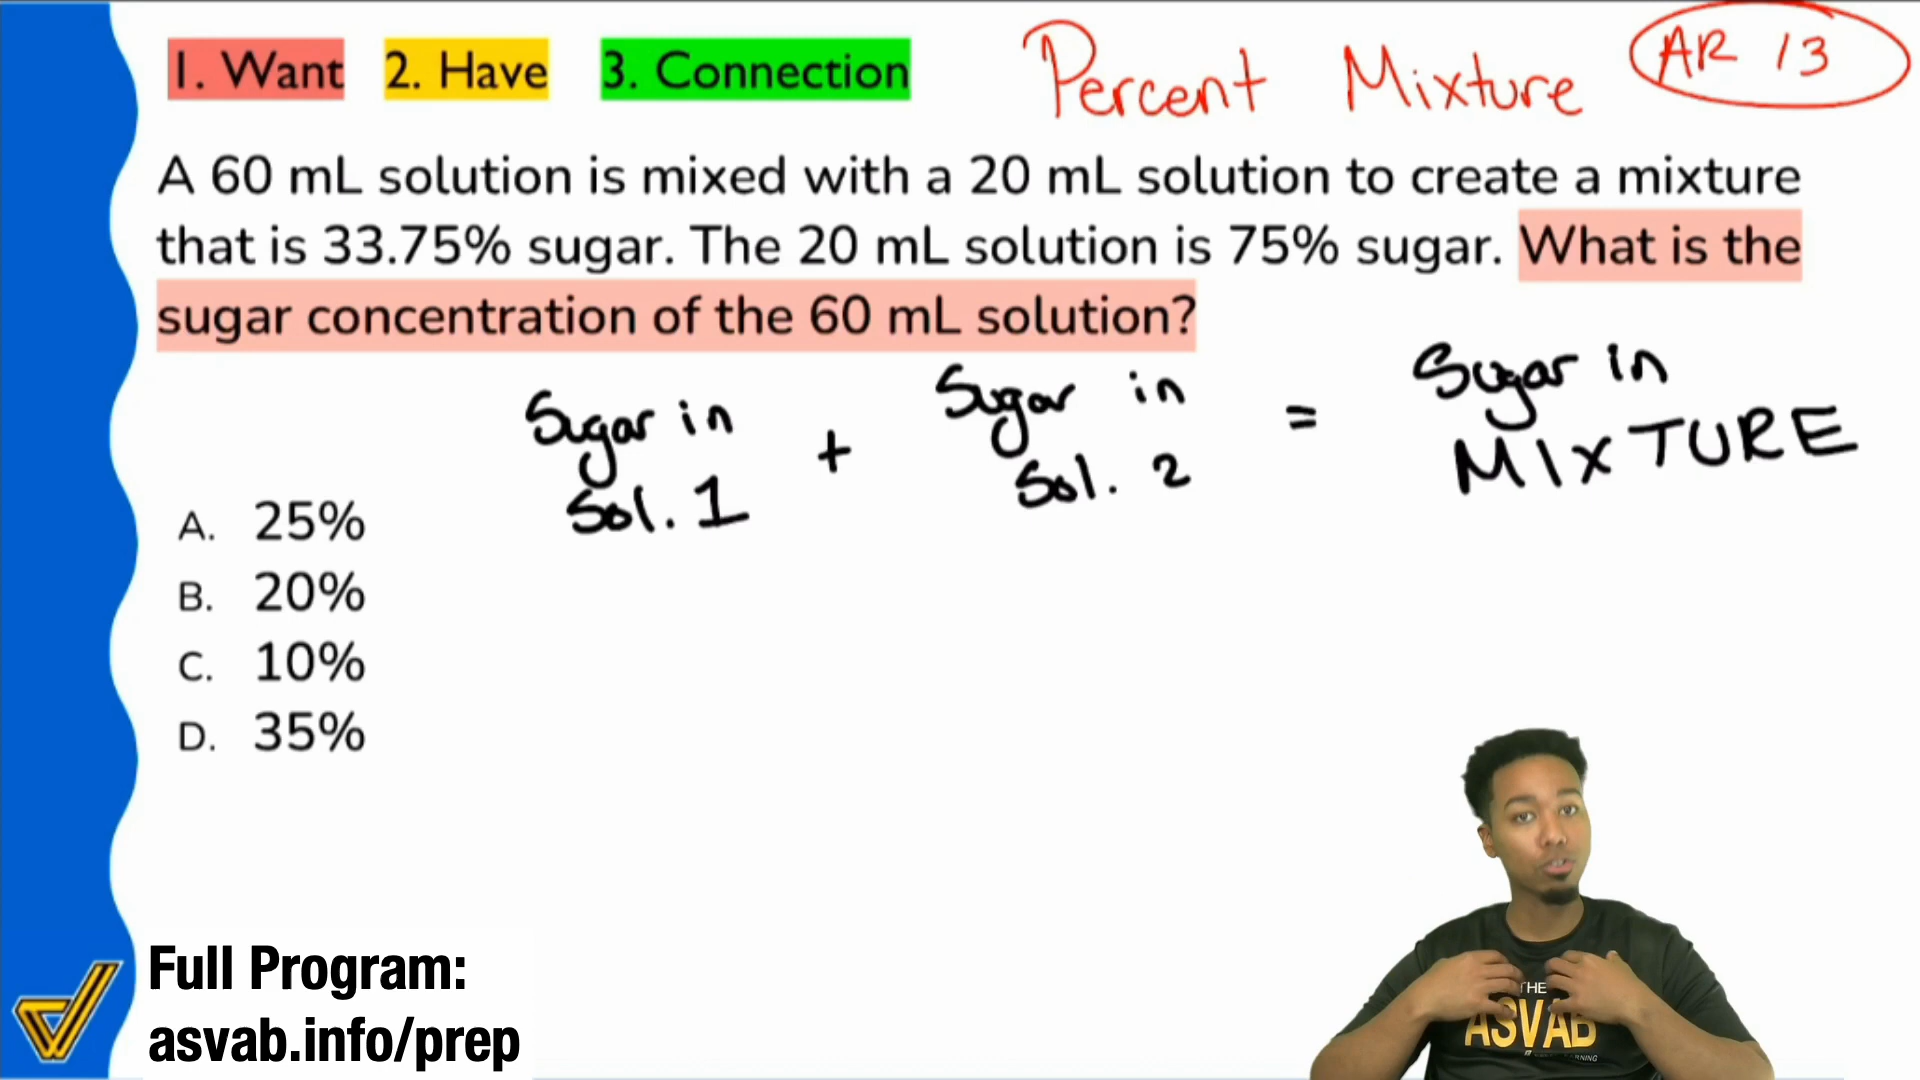 1. Want 2. Have 3. Connection Percent Mixture AR 13
A 60 mL solution is mixed with a 20 mL solution to create a mixture
that is 33.75% sugar. The 20 mL solution is 75% sugar. What is the
sugar concentration of the 60 mL solution?
Sugar in + Sugar in = Sugar in
Sol. 1 Sol. 2 MIXTURE
A. 25%
B. 20%
C. 10%
D. 35%
Full Program:
asvab.info/prep
THE
ASVAB